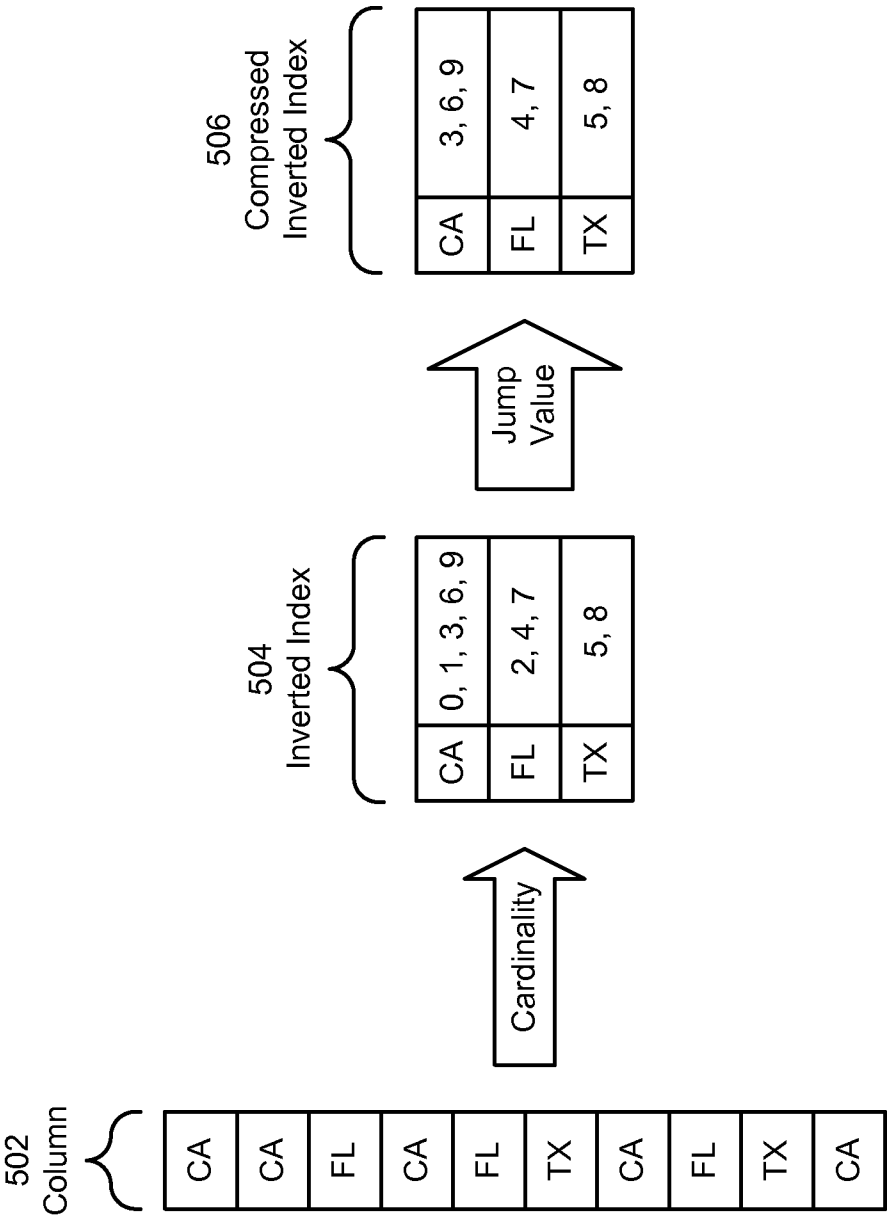 502
Column
CA
CA
FL
CA
FL
TX
CA
FL
TX
CA
Cardinality
504
Inverted Index
CA 0, 1, 3, 6, 9
FL 2, 4, 7
TX 5, 8
Jump
Value
506
Compressed
Inverted Index
CA 3, 6, 9
FL 4, 7
TX 5, 8